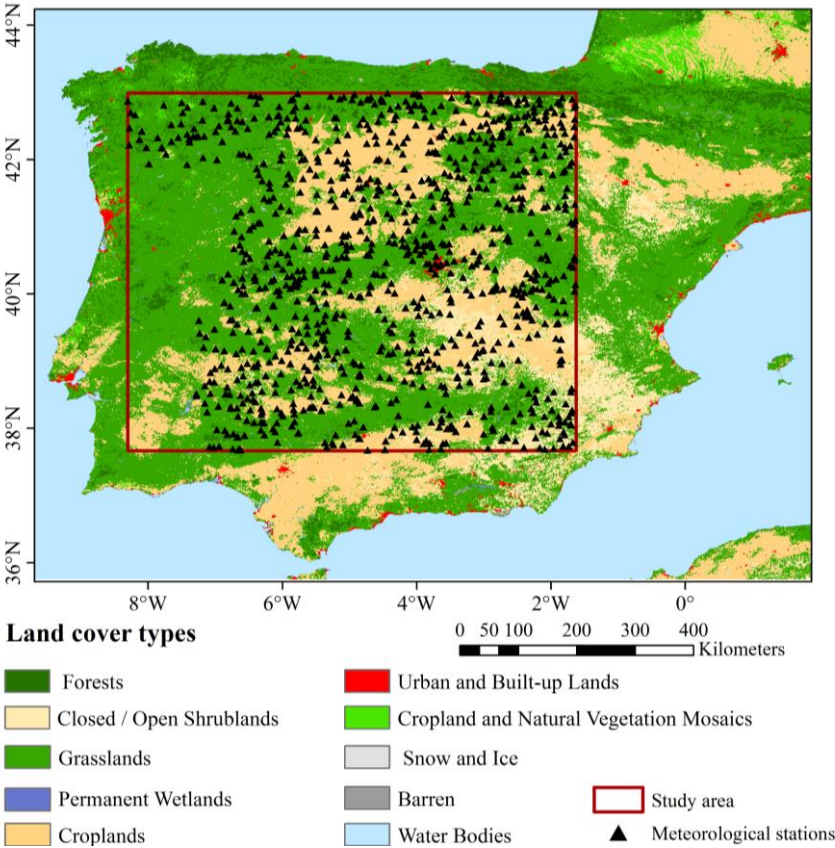 44°N
42°N
40°N
38°N
36°N
8°W 6°W 4°W 2°W 0°
Land cover types
0 50 100 200 300 400
Kilometers
Forests
Closed / Open Shrublands
Grasslands
Permanent Wetlands
Croplands
Urban and Built-up Lands
Cropland and Natural Vegetation Mosaics
Snow and Ice
Barren
Water Bodies
Study area
Meteorological stations